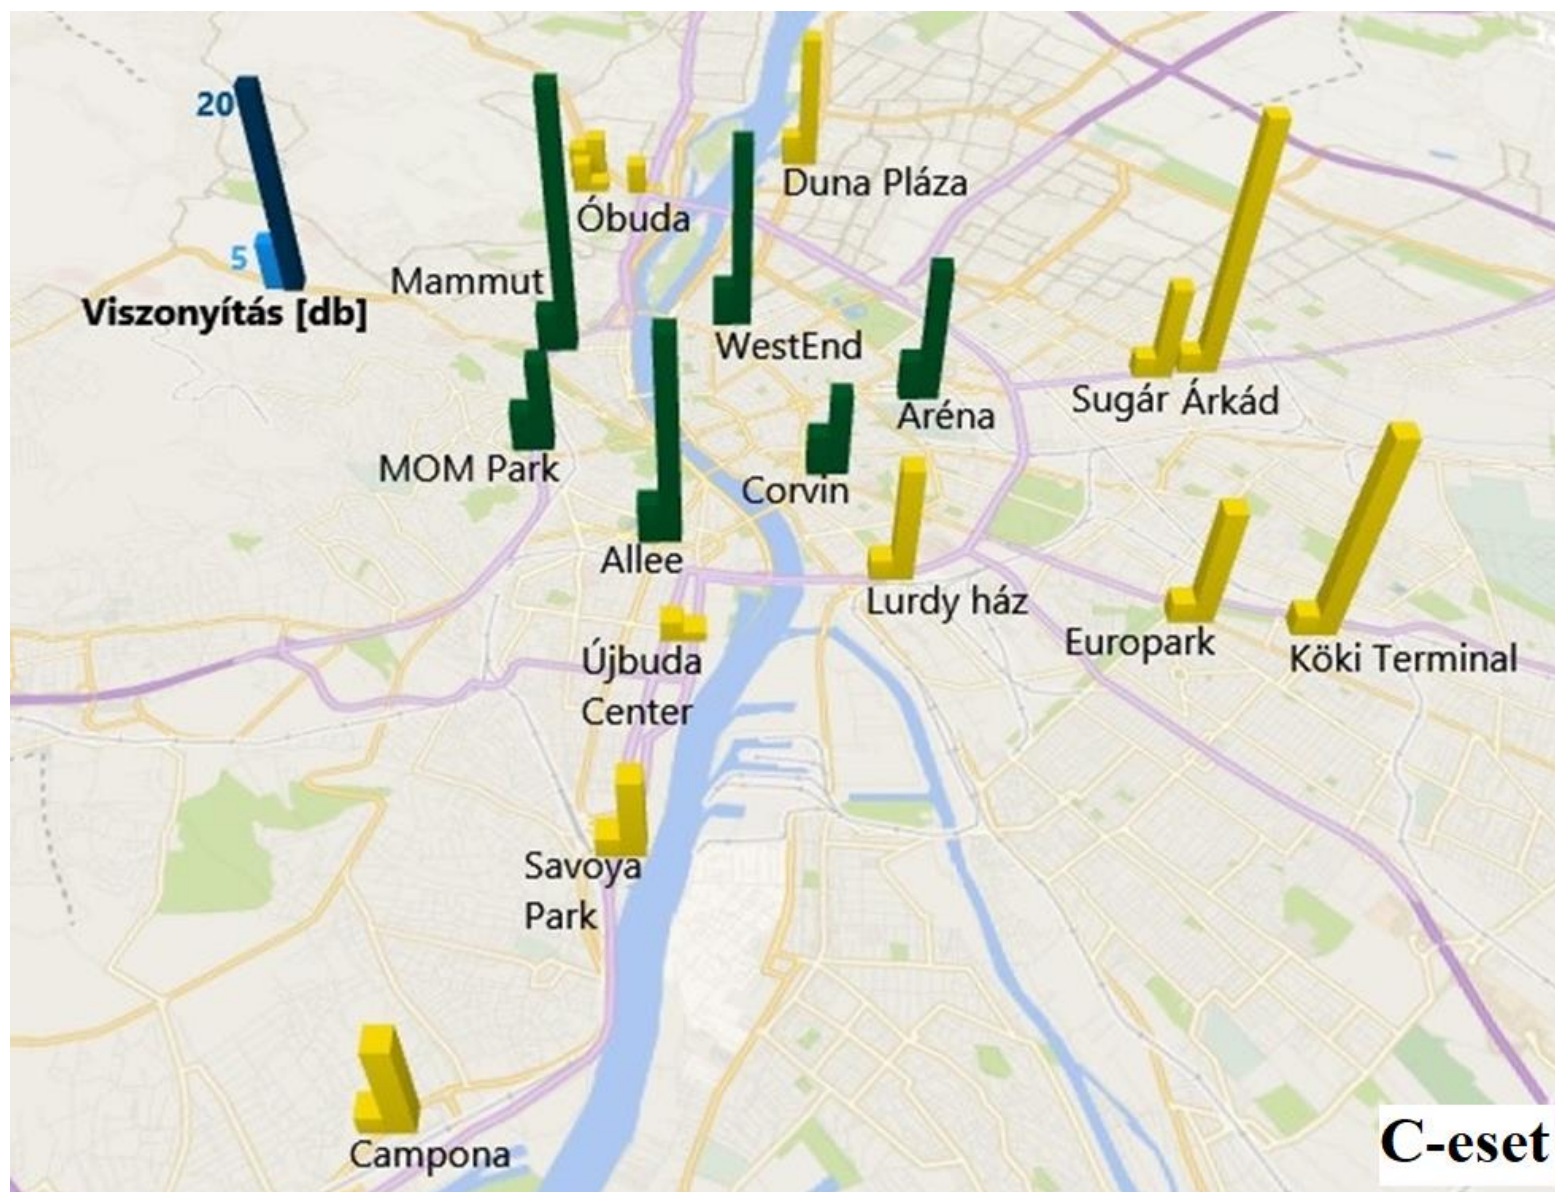 20
5
Viszonyítás [db]
Mammut
Óbuda
Duna Pláza
WestEnd
Aréna
Sugár Árkád
MOM Park
Corvin
Allee
Lurdy ház
Europark
Köki Terminal
Újbuda
Center
Savoya
Park
Campona
C-eset